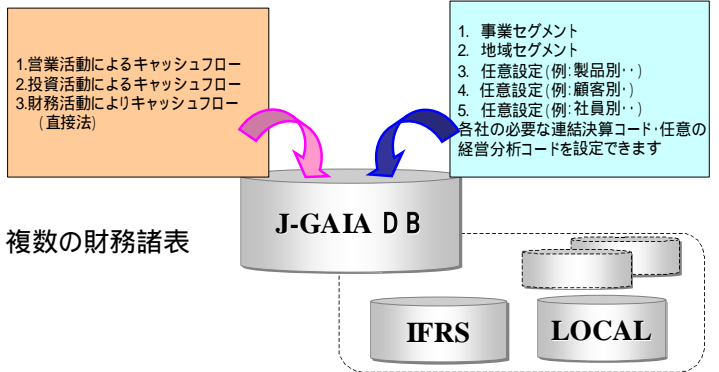 1.営業活動によるキャッシュフロー
2.投資活動によるキャッシュフロー
3.財務活動によりキャッシュフロー
(直接法)
1. 事業セグメント
2. 地域セグメント
3. 任意設定(例:製品別··)
4. 任意設定(例:顧客別·)
5. 任意設定(例:社員別··)
各社の必要な連結決算コード·任意の
経営分析コードを設定できます
J-GAIA DB
複数の財務諸表
IFRS
LOCAL